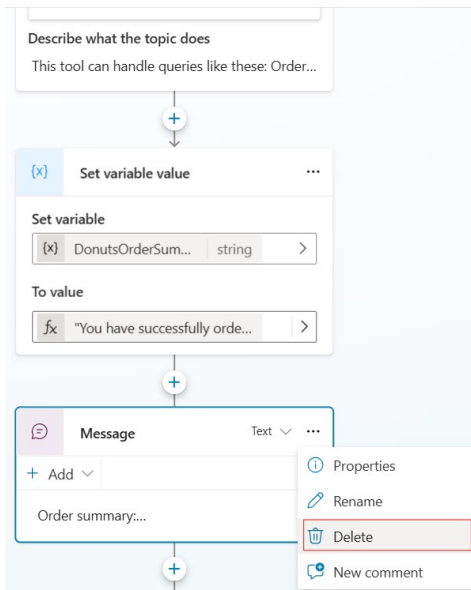 Describe what the topic does
This tool can handle queries like these: Order...
{x} Set variable value ...
Set variable
{x} DonutsOrderSum... string
To value
fx "You have successfully orde...
Message Text ...
+ Add
Order summary:...
Properties
Rename
Delete
New comment